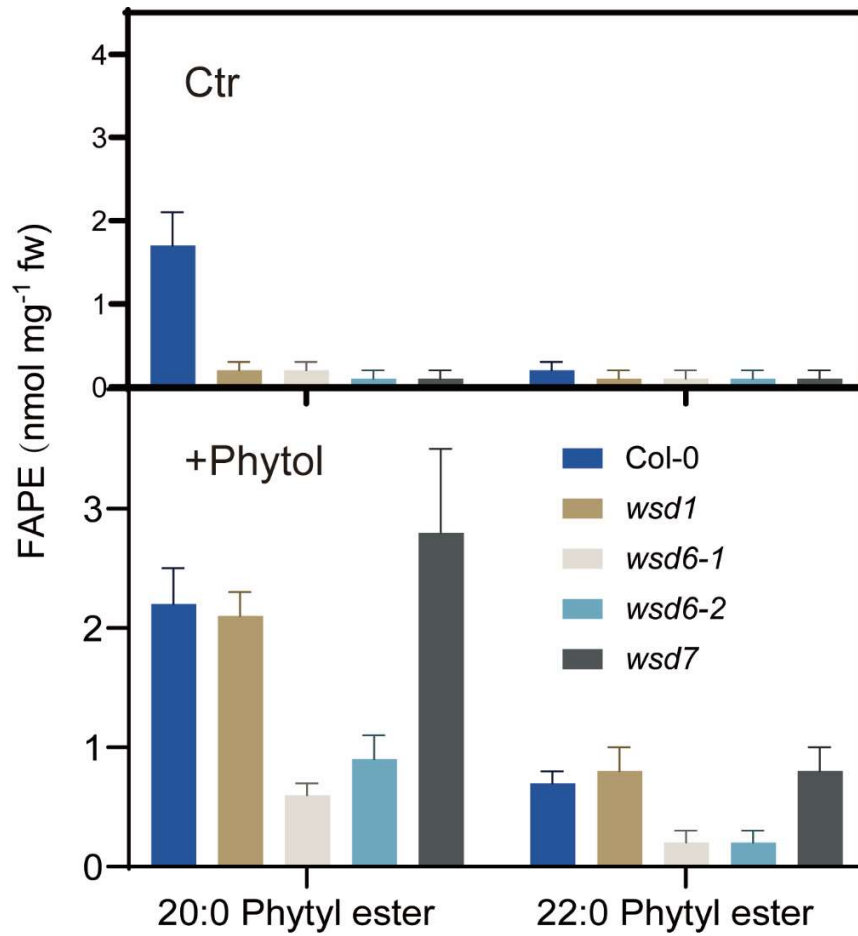 FAPE (nmol mg-1 fw)
Ctr
4
3
2
1
0
+Phytol
3
2
1
0
Col-0
wsd1
wsd6-1
wsd6-2
wsd7
20:0 Phytyl ester
22:0 Phytyl ester